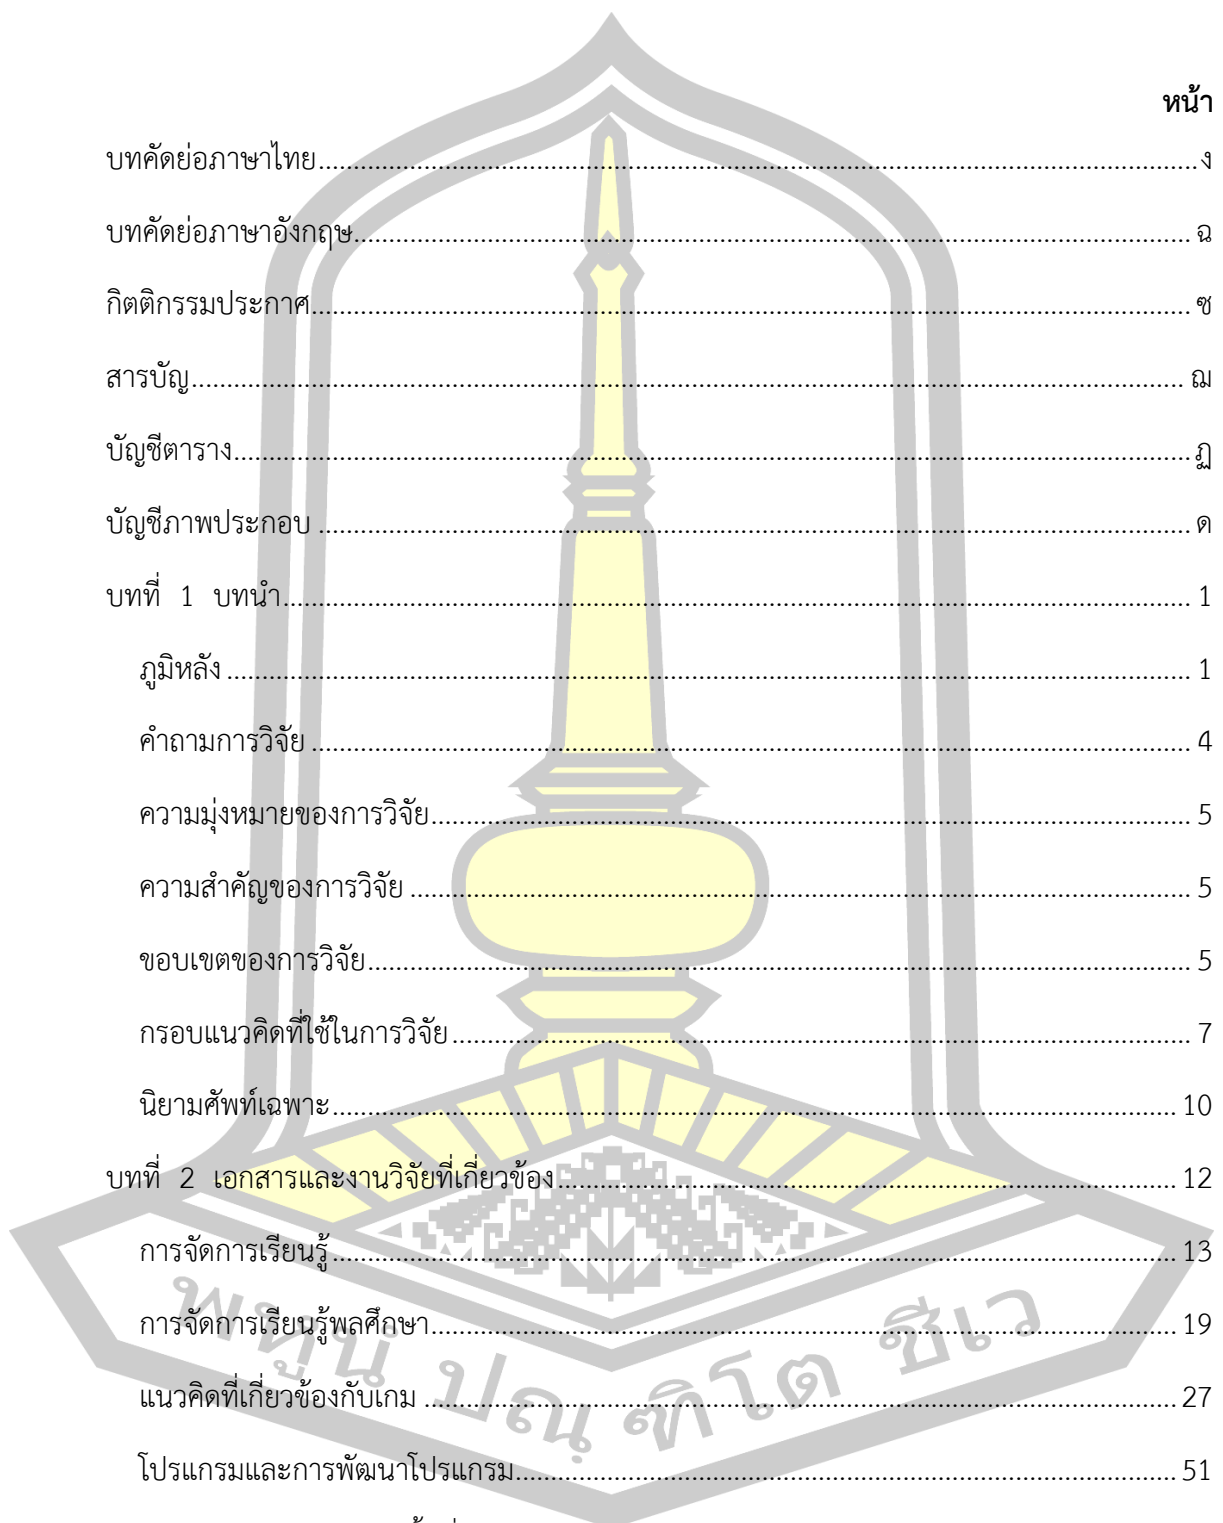 หน้า
บทคัดย่อภาษาไทย.......................................................................ง
บทคัดย่อภาษาอังกฤษ....................................................................... ฉ
กิตติกรรมประกาศ....................................................................... ซ
สารบัญ....................................................................... ฌ
บัญชีตาราง....................................................................... ฏ
บัญชีภาพประกอบ ....................................................................... ด
บทที่ 1 บทนำ....................................................................... 1
ภูมิหลัง ....................................................................... 1
คำถามการวิจัย ....................................................................... 4
ความมุ่งหมายของการวิจัย....................................................................... 5
ความสำคัญของการวิจัย ....................................................................... 5
ขอบเขตของการวิจัย....................................................................... 5
กรอบแนวคิดที่ใช้ในการวิจัย....................................................................... 7
นิยามศัพท์เฉพาะ....................................................................... 10
บทที่ 2 เอกสารและงานวิจัยที่เกี่ยวข้อง....................................................................... 12
การจัดการเรียนรู้....................................................................... 13
การจัดการเรียนรู้พลศึกษา....................................................................... 19
แนวคิดที่เกี่ยวข้องกับเกม ....................................................................... 27
โปรแกรมและการพัฒนาโปรแกรม....................................................................... 51
พหูนํ ปณฺฑิโต ชีเว